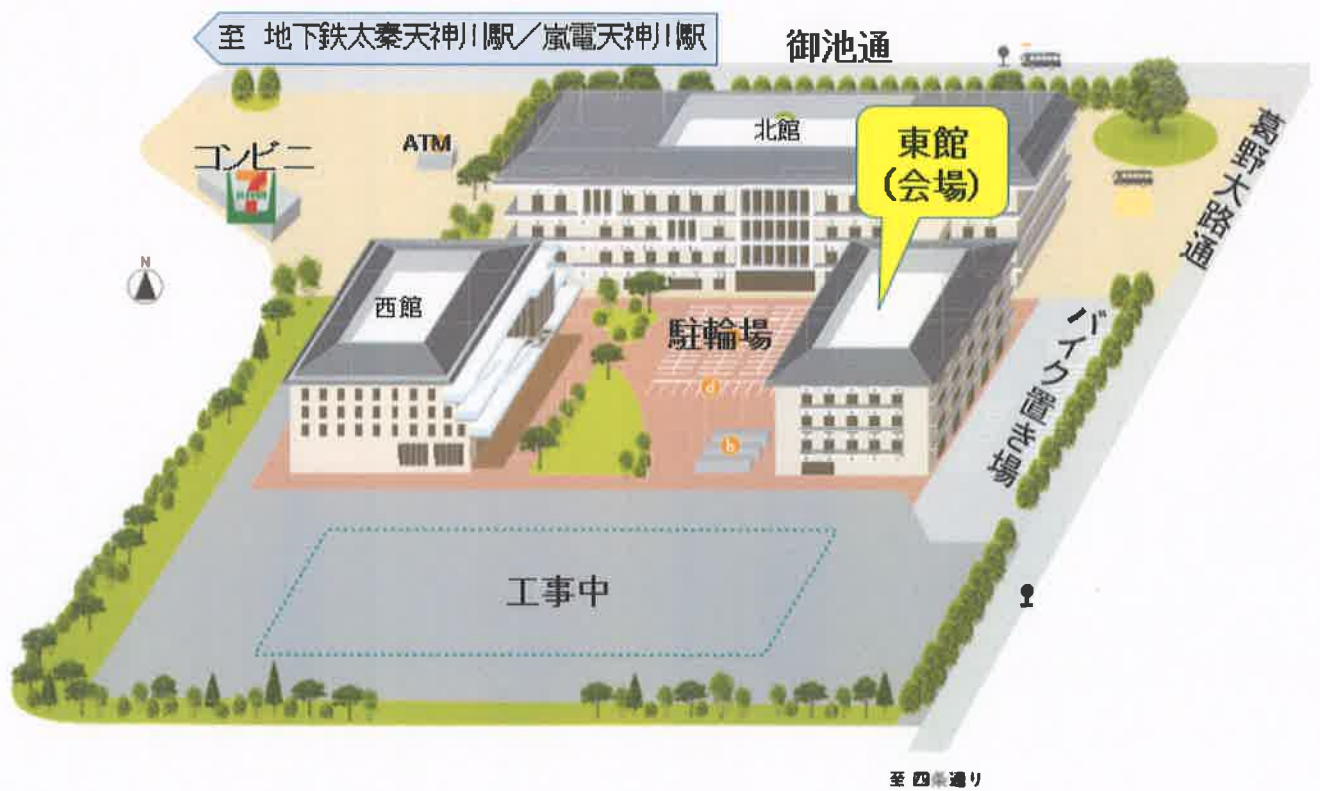 至 地下鉄太秦天神川駅／嵐電天神川駅
御池通
北館
東館
(会場)
ATM
コンビニ
葛野大路通
N
西館
駐輪場
バイク置き場
d
b
工事中
至 四条通り